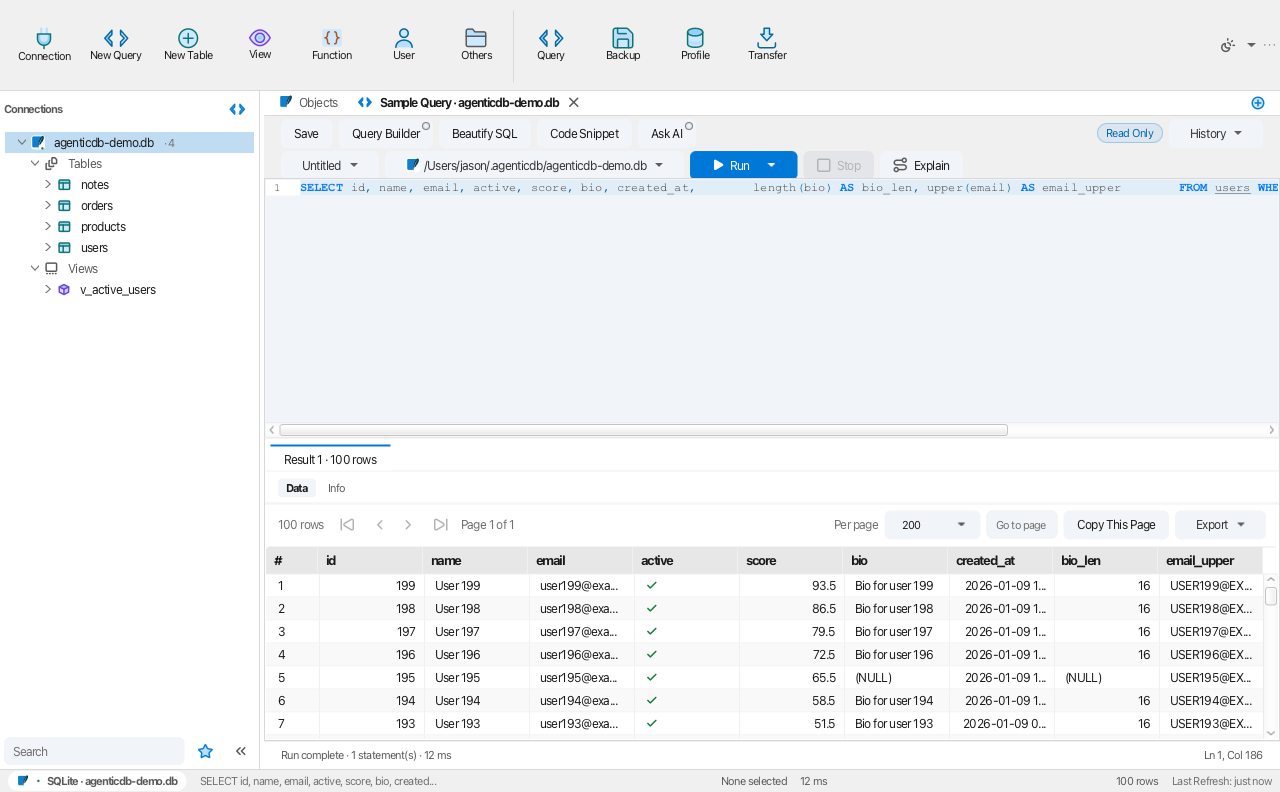 Connection New Query New Table View Function User Others Query Backup Profile Transfer
Connections
agenticdb-demo.db · 4
Tables
notes
orders
products
users
Views
v_active_users
Search
Objects Sample Query · agenticdb-demo.db
Save Query Builder Beautify SQL Code Snippet Ask AI Read Only History
Untitled /Users/jason/.agenticdb/agenticdb-demo.db Run Stop Explain
1 SELECT id, name, email, active, score, bio, created_at, length(bio) AS bio_len, upper(email) AS email_upper FROM users WHE
Result 1 · 100 rows
Data Info
100 rows Page 1 of 1 Per page 200 Go to page Copy This Page Export
# id name email active score bio created_at bio_len email_upper
1 199 User 199 user199@exa... ✓ 93.5 Bio for user 199 2026-01-09 1... 16 USER199@EX...
2 198 User 198 user198@exa... ✓ 86.5 Bio for user 198 2026-01-09 1... 16 USER198@EX...
3 197 User 197 user197@exa... ✓ 79.5 Bio for user 197 2026-01-09 1... 16 USER197@EX...
4 196 User 196 user196@exa... ✓ 72.5 Bio for user 196 2026-01-09 1... 16 USER196@EX...
5 195 User 195 user195@exa... ✓ 65.5 (NULL) 2026-01-09 1... (NULL) USER195@EX...
6 194 User 194 user194@exa... ✓ 58.5 Bio for user 194 2026-01-09 1... 16 USER194@EX...
7 193 User 193 user193@exa... ✓ 51.5 Bio for user 193 2026-01-09 0... 16 USER193@EX...
Run complete · 1 statement(s) · 12 ms Ln 1, Col 186
SQLite · agenticdb-demo.db SELECT id, name, email, active, score, bio, created... None selected 12 ms 100 rows Last Refresh: just now